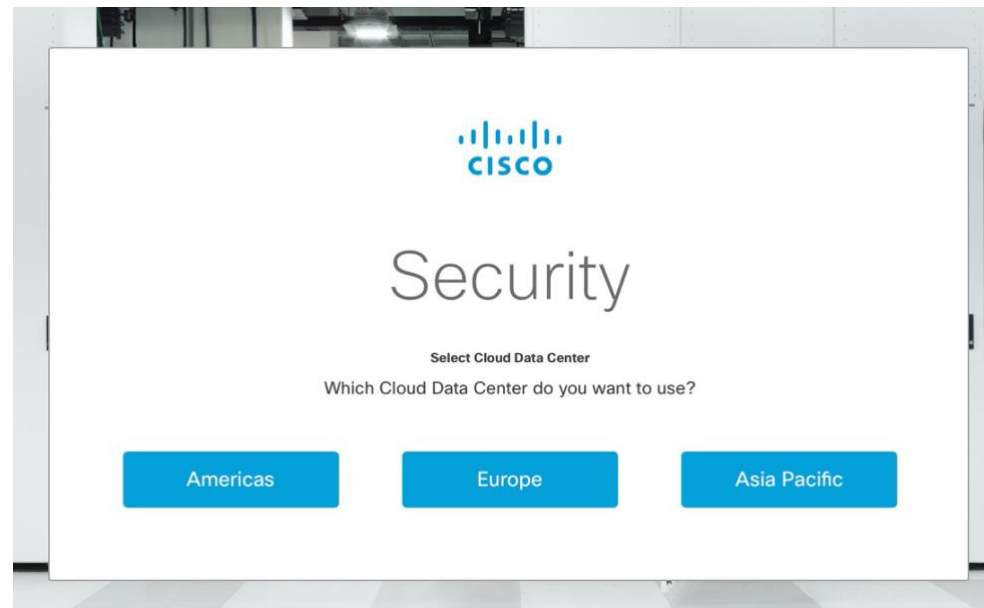 CISCO
Security
Select Cloud Data Center
Which Cloud Data Center do you want to use?
Americas
Europe
Asia Pacific